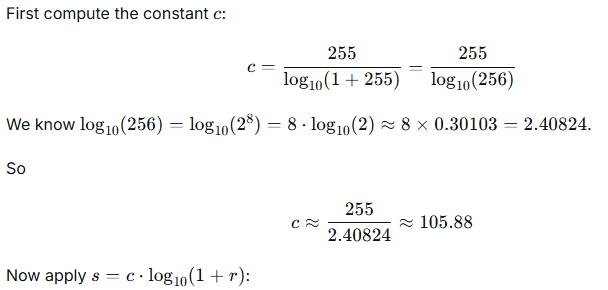 First compute the constant c:
c = \frac{255}{\log_{10}(1 + 255)} = \frac{255}{\log_{10}(256)}
We know \log_{10}(256) = \log_{10}(2^8) = 8 \cdot \log_{10}(2) \approx 8 \times 0.30103 = 2.40824.
So
c \approx \frac{255}{2.40824} \approx 105.88
Now apply s = c \cdot \log_{10}(1 + r):